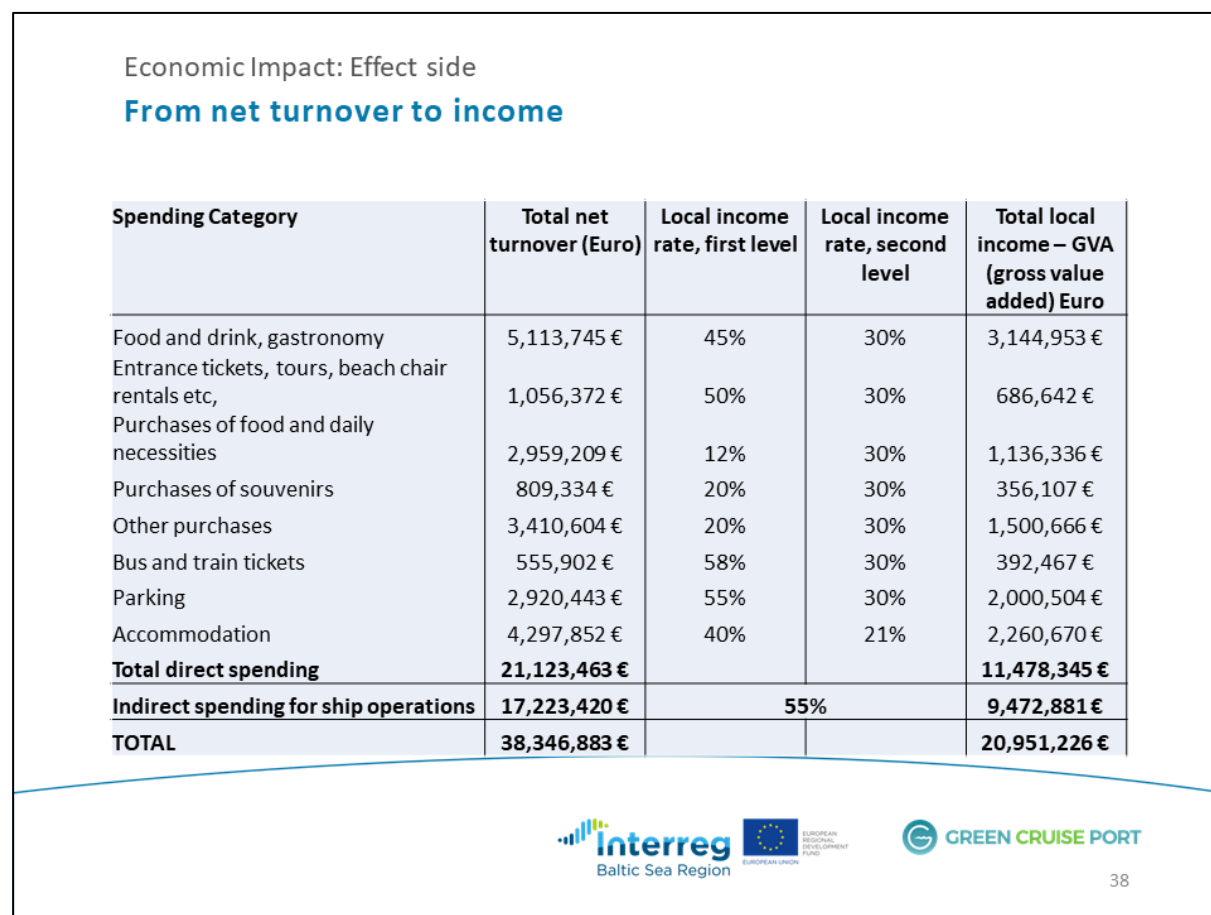 Economic Impact: Effect side
From net turnover to income
Spending Category
Total net turnover (Euro)
Local income rate, first level
Local income rate, second level
Total local income – GVA (gross value added) Euro
Food and drink, gastronomy 5,113,745 € 45% 30% 3,144,953 €
Entrance tickets, tours, beach chair
rentals etc, 1,056,372 € 50% 30% 686,642 €
Purchases of food and daily
necessities 2,959,209 € 12% 30% 1,136,336 €
Purchases of souvenirs 809,334 € 20% 30% 356,107 €
Other purchases 3,410,604 € 20% 30% 1,500,666 €
Bus and train tickets 555,902 € 58% 30% 392,467 €
Parking 2,920,443 € 55% 30% 2,000,504 €
Accommodation 4,297,852 € 40% 21% 2,260,670 €
Total direct spending 21,123,463 € 11,478,345 €
Indirect spending for ship operations 17,223,420 € 55% 9,472,881 €
TOTAL 38,346,883 € 20,951,226 €
Interreg
Baltic Sea Region
EUROPEAN UNION
EUROPEAN
REGIONAL
DEVELOPMENT
FUND
GREEN CRUISE PORT
38